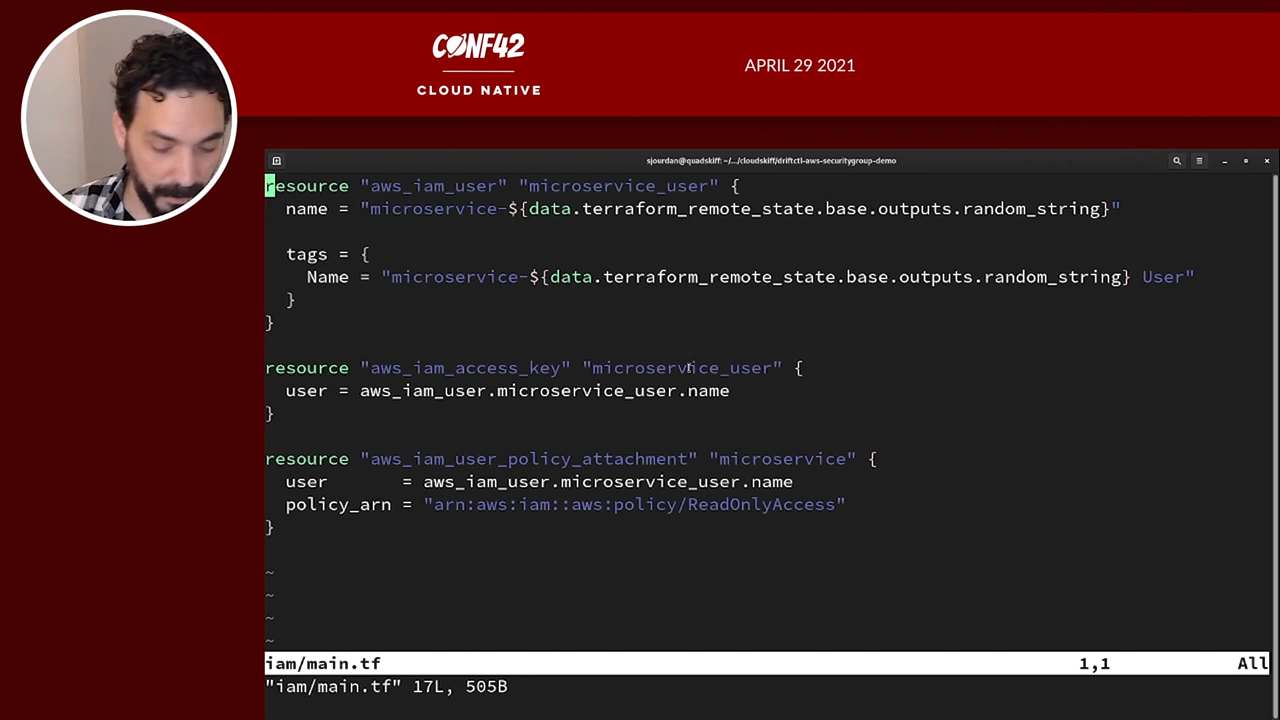 CONF42
CLOUD NATIVE
APRIL 29 2021
sjourdan@quadskiff: ~/.../cloudskiff/driftctl-aws-securitygroup-demo
resource "aws_iam_user" "microservice_user" {
  name = "microservice-${data.terraform_remote_state.base.outputs.random_string}"

  tags = {
    Name = "microservice-${data.terraform_remote_state.base.outputs.random_string} User"
  }
}

resource "aws_iam_access_key" "microservice_user" {
  user = aws_iam_user.microservice_user.name
}

resource "aws_iam_user_policy_attachment" "microservice" {
  user       = aws_iam_user.microservice_user.name
  policy_arn = "arn:aws:iam::aws:policy/ReadOnlyAccess"
}

~
~
~
~
iam/main.tf 1,1 All
"iam/main.tf" 17L, 505B